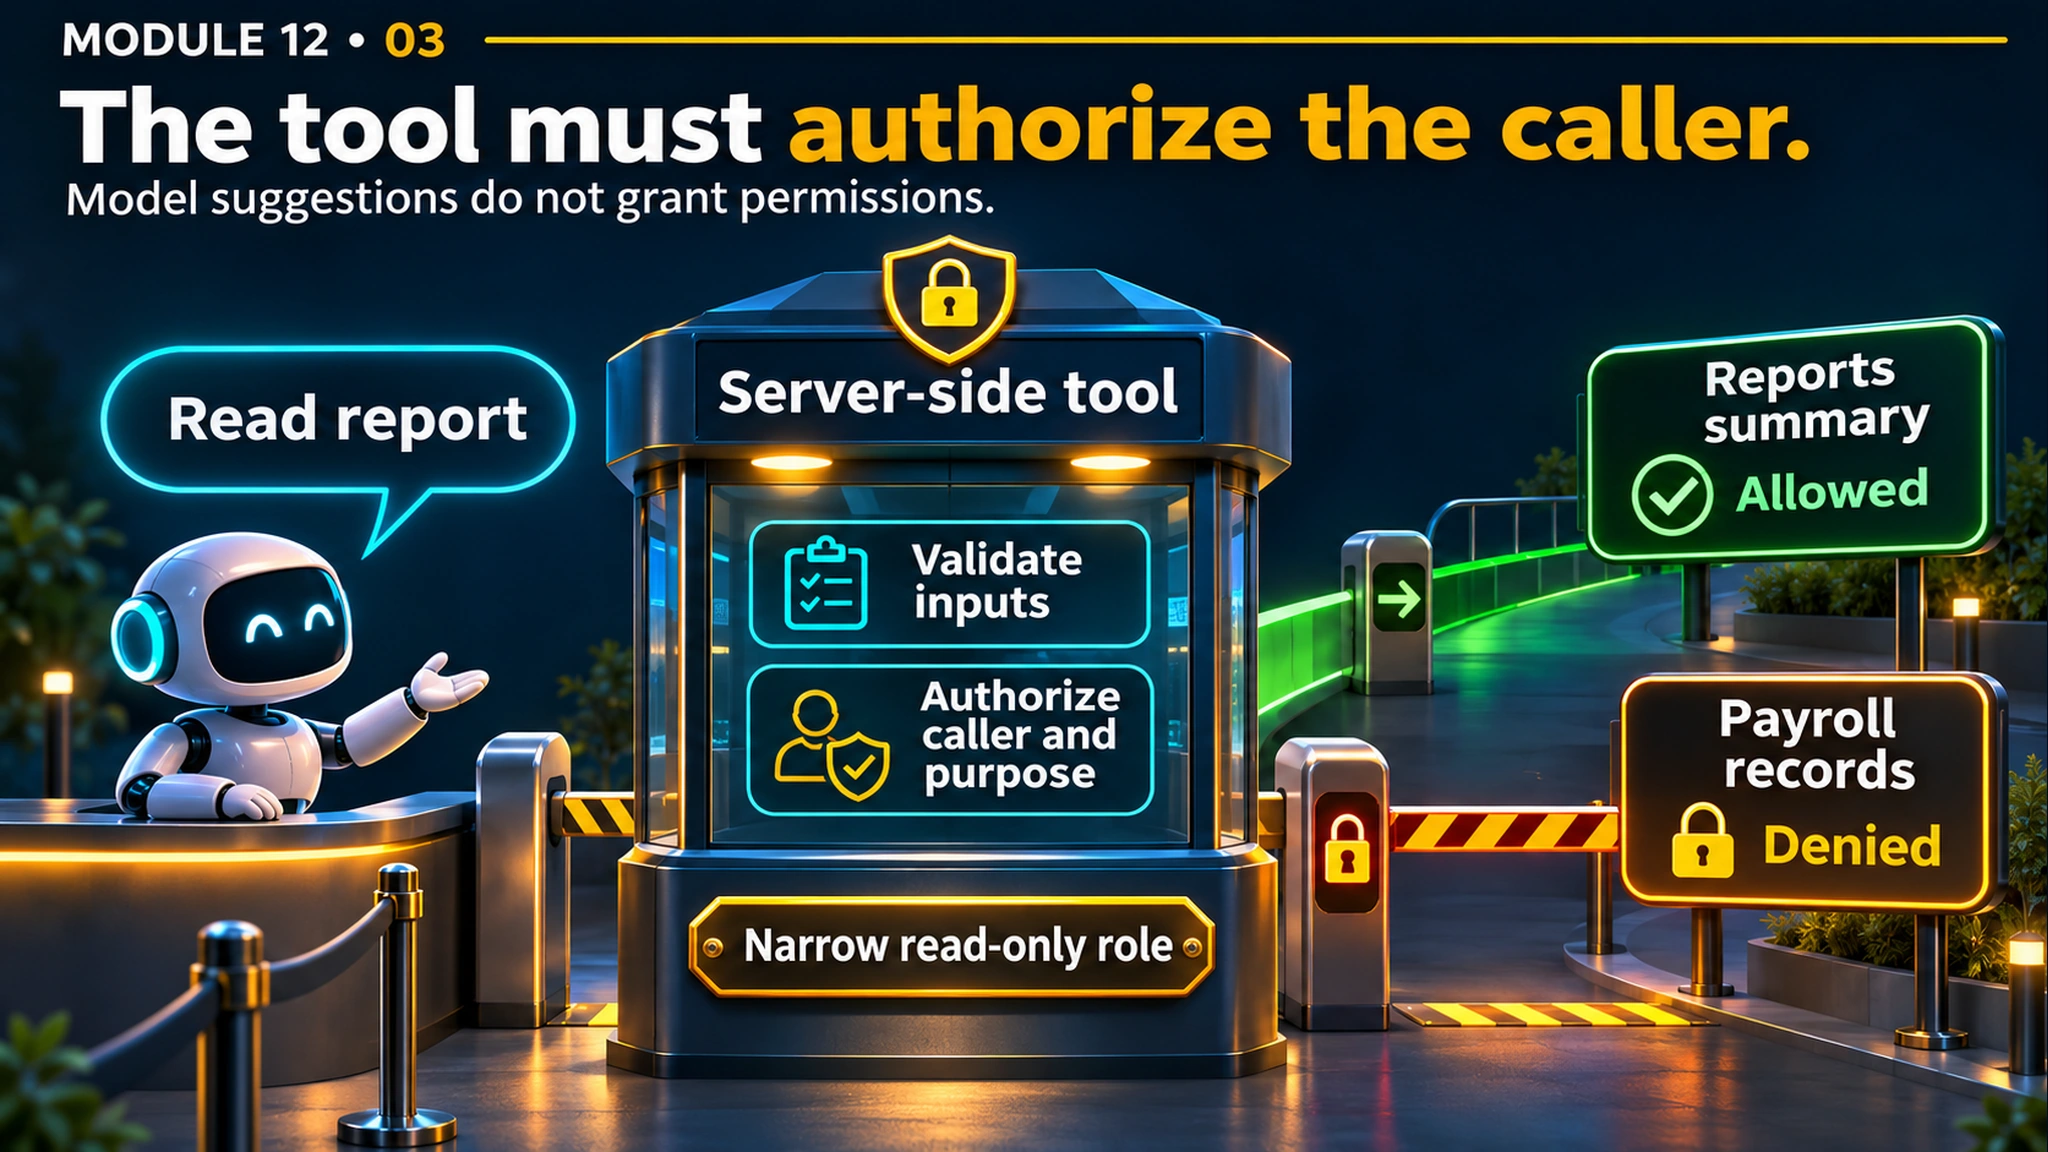 MODULE 12 • 03
The tool must authorize the caller.
Model suggestions do not grant permissions.
Read report
Server-side tool
Validate
inputs
Authorize
caller and
purpose
Narrow read-only role
Reports
summary
Allowed
Payroll
records
Denied